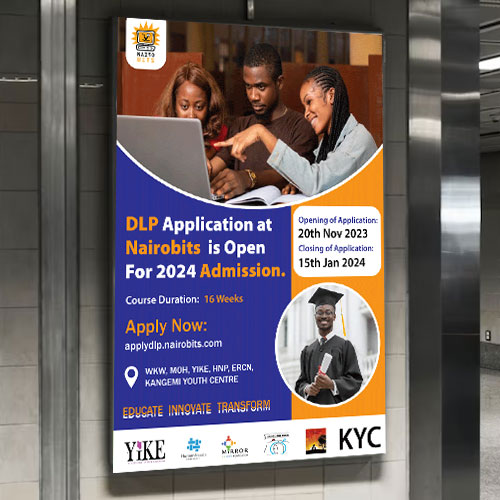 NAIRO
BITS
DLP Application at
Nairobits is Open
For 2024 Admission.
Opening of Application:
20th Nov 2023
Closing of Application:
15th Jan 2024
Course Duration: 16 Weeks
Apply Now:
applydlp.nairobits.com
WKW, MOH, YIKE, HNP, ERCN,
KANGEMI YOUTH CENTRE
EDUCATE INNOVATE TRANSFORM
YIKE
MIRROR
KYC